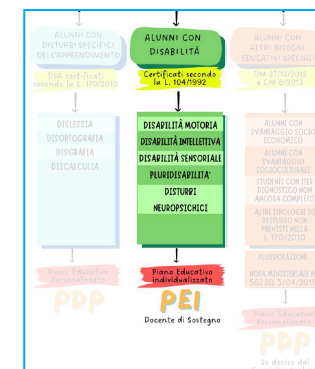 ALUNNI CON
DISTURBI SPECIFICI
DELL'APPRENDIMENTO
DSA certificati
secondo la L. 170/2010
DISLESSIA
DISORTOGRAFIA
DISGRAFIA
DISCALCULIA
Piano Educativo
Personalizzato
PDP
ALUNNI CON
DISABILITÀ
Certificati secondo
la L. 104/1992
DISABILITÀ MOTORIA
DISABILITÀ INTELLETTIVA
DISABILITÀ SENSORIALE
PLURIDISABILITA'
DISTURBI
NEUROPSICHICI
Piano Educativo
individualizzato
PEI
Docente di Sostegno
ALUNNI CON
ALTRI BISOGNI
EDUCATIVI SPECIALI
DM 27/12/2012
e CM 8/2013
ALUNNI CON
SVANTAGGIO SOCIO
ECONOMICO
ALUNNI CON
SVANTAGGIO
SOCIOCULTURALE
STUDENTI CON ITER
DIGNOSTICO NON
ANCORA COMPLETO
ALTRE TIPOLOGIE DI
DISTURBO NON
PREVISTE NELLA
L. 170/2010
PLUSDOTAZIONE
NOTA MINISTERIALE N
562 DEL 3/04/2019
Piano Educativo
Personalizzato
PDP
Se deciso dal